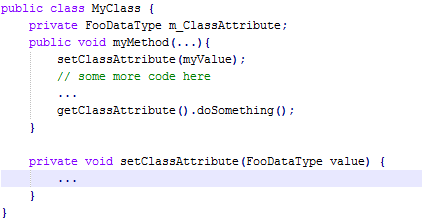 public class MyClass {
    private FooDataType m_ClassAttribute;
    public void myMethod(...){
        setClassAttribute(myValue);
        // some more code here
        ...
        getClassAttribute().doSomething();
    }

    private void setClassAttribute(FooDataType value) {
        ...
    }
}